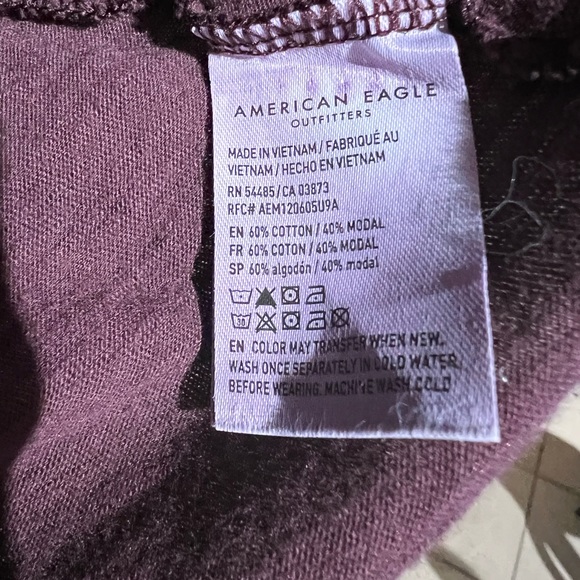 AMERICAN EAGLE
OUTFITTERS
MADE IN VIETNAM / FABRIQUÉ AU
VIETNAM / HECHO EN VIETNAM
RN 54485 / CA 03873
RFC# AEM120605U9A
EN 60% COTTON / 40% MODAL
FR 60% COTON / 40% MODAL
SP 60% algodón / 40% modal
30
EN COLOR MAY TRANSFER WHEN NEW.
WASH ONCE SEPARATELY IN COLD WATER
BEFORE WEARING. MACHINE WASH COLD